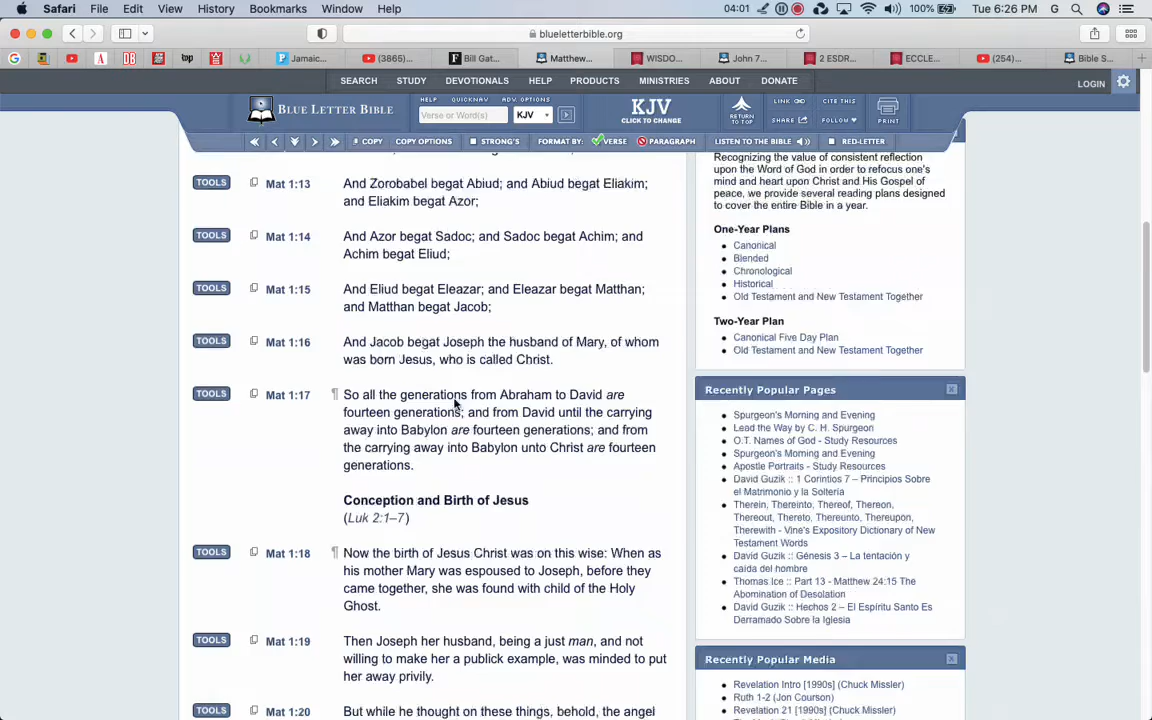 Safari File Edit View History Bookmarks Window Help 04:01 100% Tue 6:26 PM G
blueletterbible.org
G A DB top Jamaic... (3865)... F Bill Gat... Matthew... WISDO... John 7... 2 ESDR... ECCLE... (254)... Bible S...
SEARCH STUDY DEVOTIONALS HELP PRODUCTS MINISTRIES ABOUT DONATE LOGIN
BLUE LETTER BIBLE
HELP QUICKNAV ADV. OPTIONS
Verse or Word(s) KJV
KJV
CLICK TO CHANGE
RETURN
TO TOP
LINK CITE THIS
SHARE FOLLOW
PRINT
COPY COPY OPTIONS STRONG'S FORMAT BY: VERSE PARAGRAPH LISTEN TO THE BIBLE RED-LETTER
TOOLS Mat 1:13 And Zorobabel begat Abiud; and Abiud begat Eliakim;
and Eliakim begat Azor;
TOOLS Mat 1:14 And Azor begat Sadoc; and Sadoc begat Achim; and
Achim begat Eliud;
TOOLS Mat 1:15 And Eliud begat Eleazar; and Eleazar begat Matthan;
and Matthan begat Jacob;
TOOLS Mat 1:16 And Jacob begat Joseph the husband of Mary, of whom
was born Jesus, who is called Christ.
TOOLS Mat 1:17 ¶ So all the generations from Abraham to David are
fourteen generations; and from David until the carrying
away into Babylon are fourteen generations; and from
the carrying away into Babylon unto Christ are fourteen
generations.
Conception and Birth of Jesus
(Luk 2:1–7)
TOOLS Mat 1:18 ¶ Now the birth of Jesus Christ was on this wise: When as
his mother Mary was espoused to Joseph, before they
came together, she was found with child of the Holy
Ghost.
TOOLS Mat 1:19 Then Joseph her husband, being a just man, and not
willing to make her a publick example, was minded to put
her away privily.
TOOLS Mat 1:20 But while he thought on these things, behold, the angel
Recognizing the value of consistent reflection
upon the Word of God in order to refocus one's
mind and heart upon Christ and His Gospel of
peace, we provide several reading plans designed
to cover the entire Bible in a year.
One-Year Plans
Canonical
Blended
Chronological
Historical
Old Testament and New Testament Together
Two-Year Plan
Canonical Five Day Plan
Old Testament and New Testament Together
Recently Popular Pages
Spurgeon's Morning and Evening
Lead the Way by C. H. Spurgeon
O.T. Names of God - Study Resources
Spurgeon's Morning and Evening
Apostle Portraits - Study Resources
David Guzik :: 1 Corintios 7 – Principios Sobre
el Matrimonio y la Soltería
Therein, Thereinto, Thereof, Thereon,
Thereout, Thereto, Thereunto, Thereupon,
Therewith - Vine's Expository Dictionary of New
Testament Words
David Guzik :: Génesis 3 – La tentación y
caída del hombre
Thomas Ice :: Part 13 - Matthew 24:15 The
Abomination of Desolation
David Guzik :: Hechos 2 – El Espíritu Santo Es
Derramado Sobre la Iglesia
Recently Popular Media
Revelation Intro [1990s] (Chuck Missler)
Ruth 1-2 (Jon Courson)
Revelation 21 [1990s] (Chuck Missler)